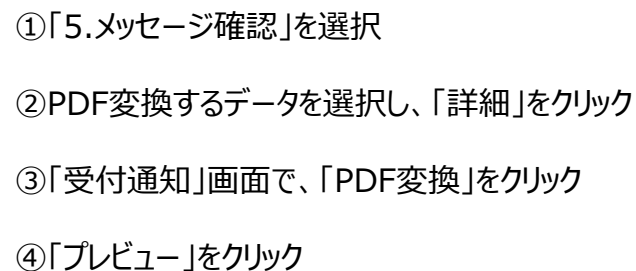 ①「5.メッセージ確認」を選択
②PDF変換するデータを選択し、「詳細」をクリック
③「受付通知」画面で、「PDF変換」をクリック
④「プレビュー」をクリック